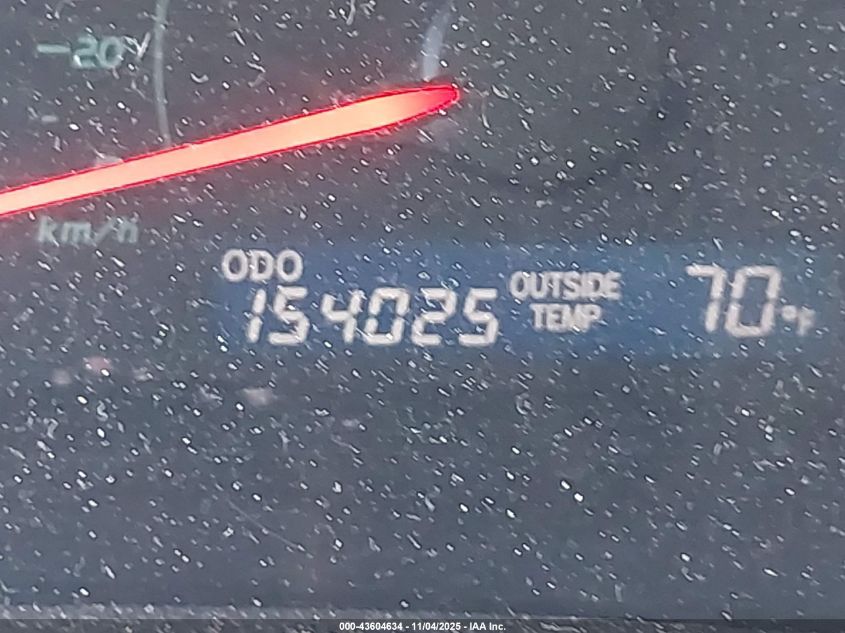 20
km/h
ODO
154025
OUTSIDE
TEMP
70°F
000-43604634 - 11/04/2025 - IAA Inc.